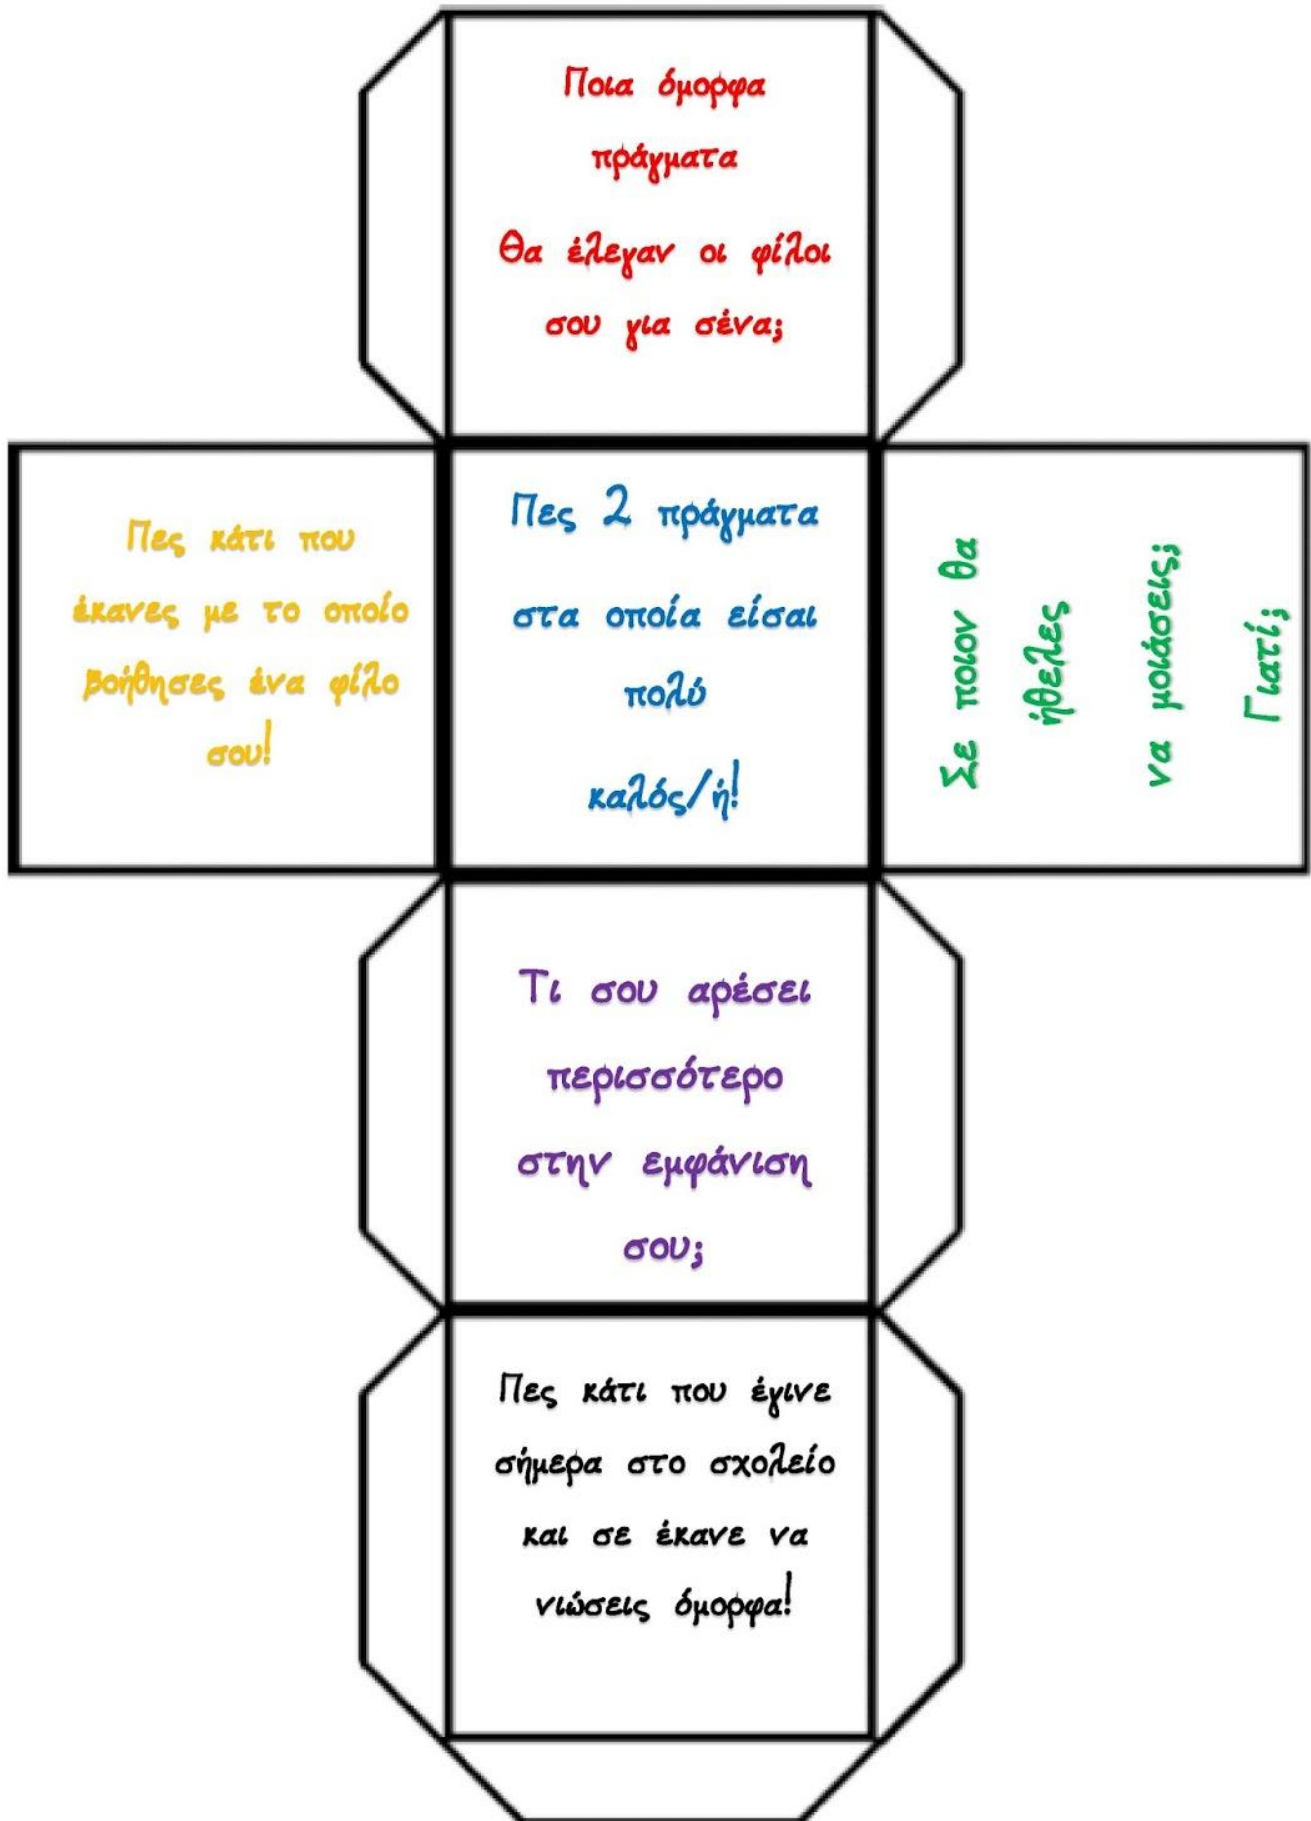 Ποια όμορφα
πράγματα
Θα έλεγαν οι φίλοι
σου για σένα;
Πες κάτι που
έκανες με το οποίο
βοήθησες ένα φίλο
σου!
Πες 2 πράγματα
στα οποία είσαι
πολύ
καλός/ή!
Σε ποιον θα
ήθελες
να μοιάσεις;
Γιατί;
Τι σου αρέσει
περισσότερο
στην εμφάνιση
σου;
Πες κάτι που έγινε
σήμερα στο σχολείο
και σε έκανε να
νιώσεις όμορφα!